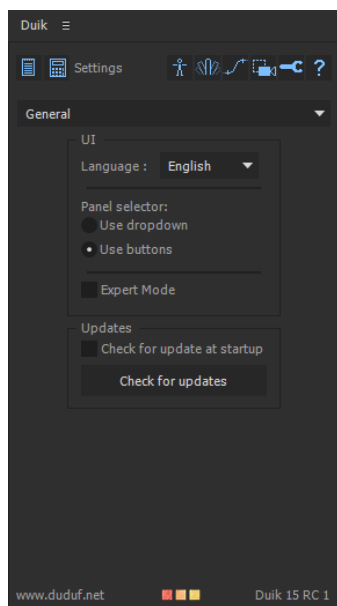 Duik
Settings
?
General
UI
Language : English
Panel selector:
Use dropdown
Use buttons
Expert Mode
Updates
Check for update at startup
Check for updates
www.duduf.net Duik 15 RC 1